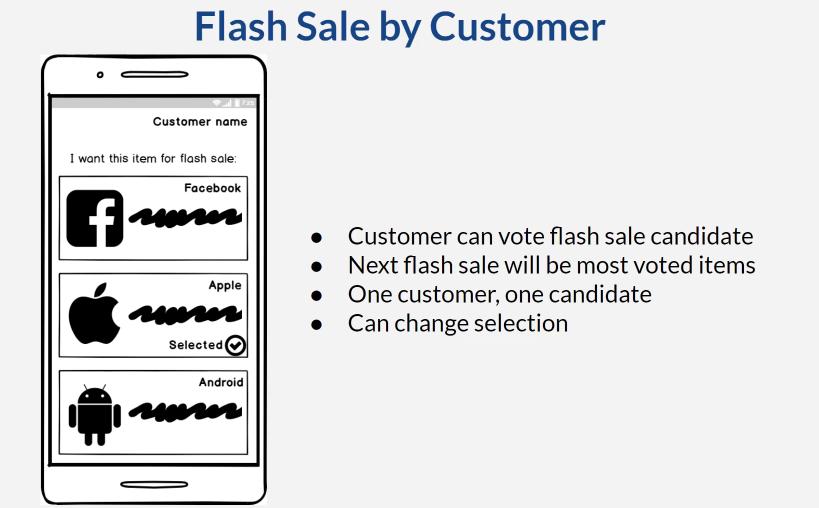 Flash Sale by Customer
Customer name
I want this item for flash sale:
Facebook
Apple
Selected
Android
● Customer can vote flash sale candidate
● Next flash sale will be most voted items
● One customer, one candidate
● Can change selection